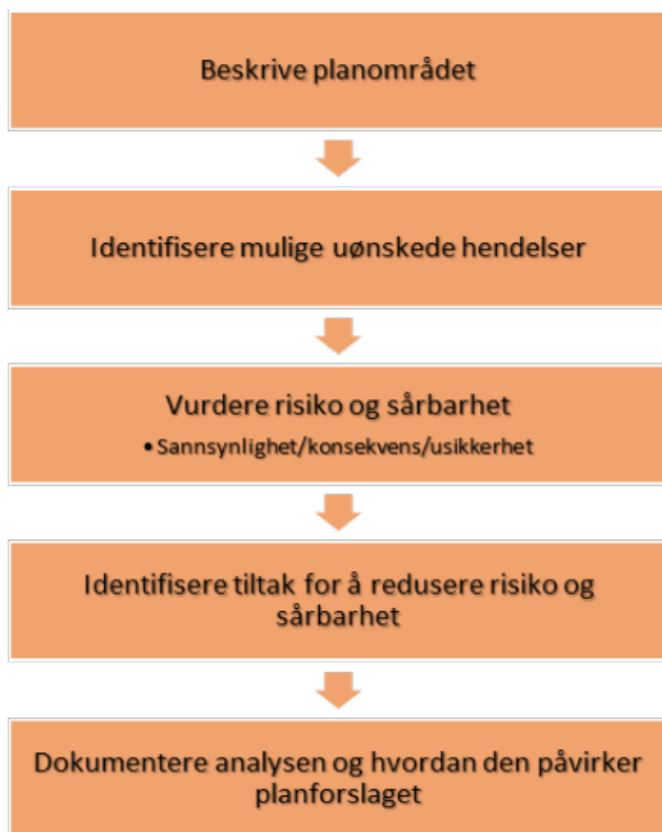 Beskrive planområdet
Identifisere mulige uønskede hendelser
Vurdere risiko og sårbarhet
• Sannsynlighet/konsekvens/usikkerhet
Identifisere tiltak for å redusere risiko og
sårbarhet
Dokumentere analysen og hvordan den påvirker
planforslaget